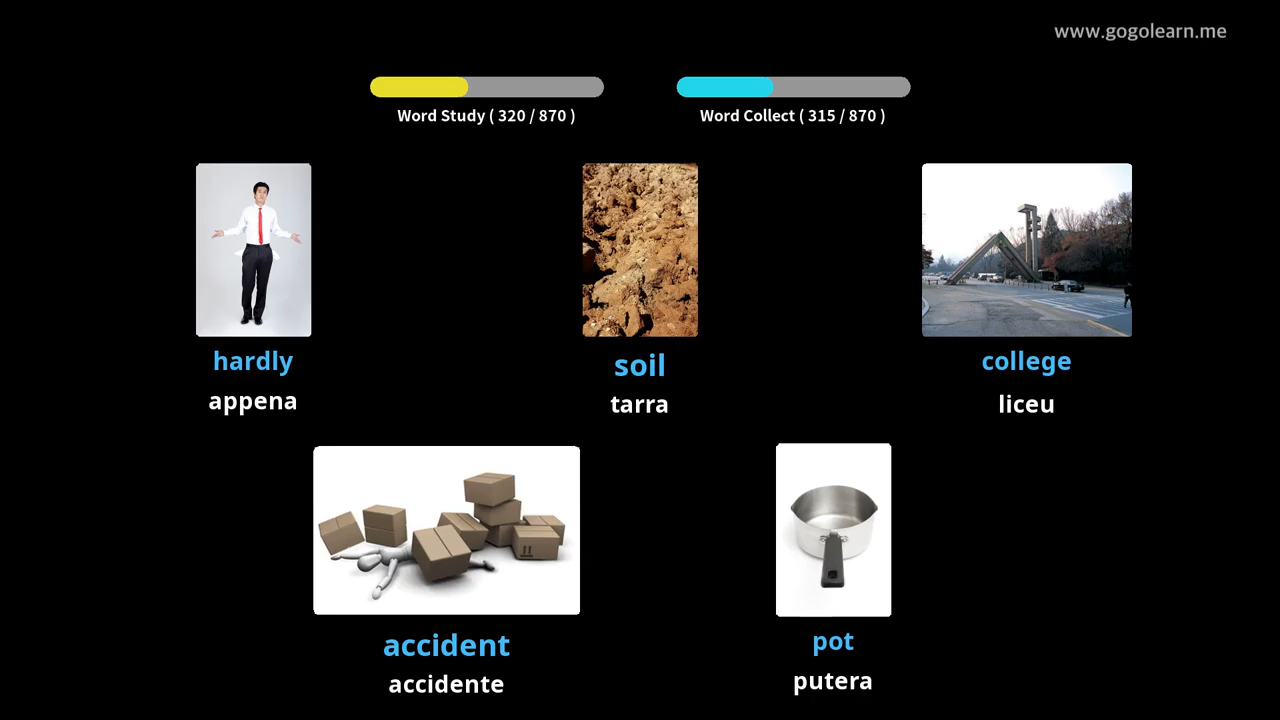 www.gogolearn.me
Word Study ( 320 / 870 )
Word Collect ( 315 / 870 )
hardly
appena
soil
tarra
college
liceu
accident
accidente
pot
putera